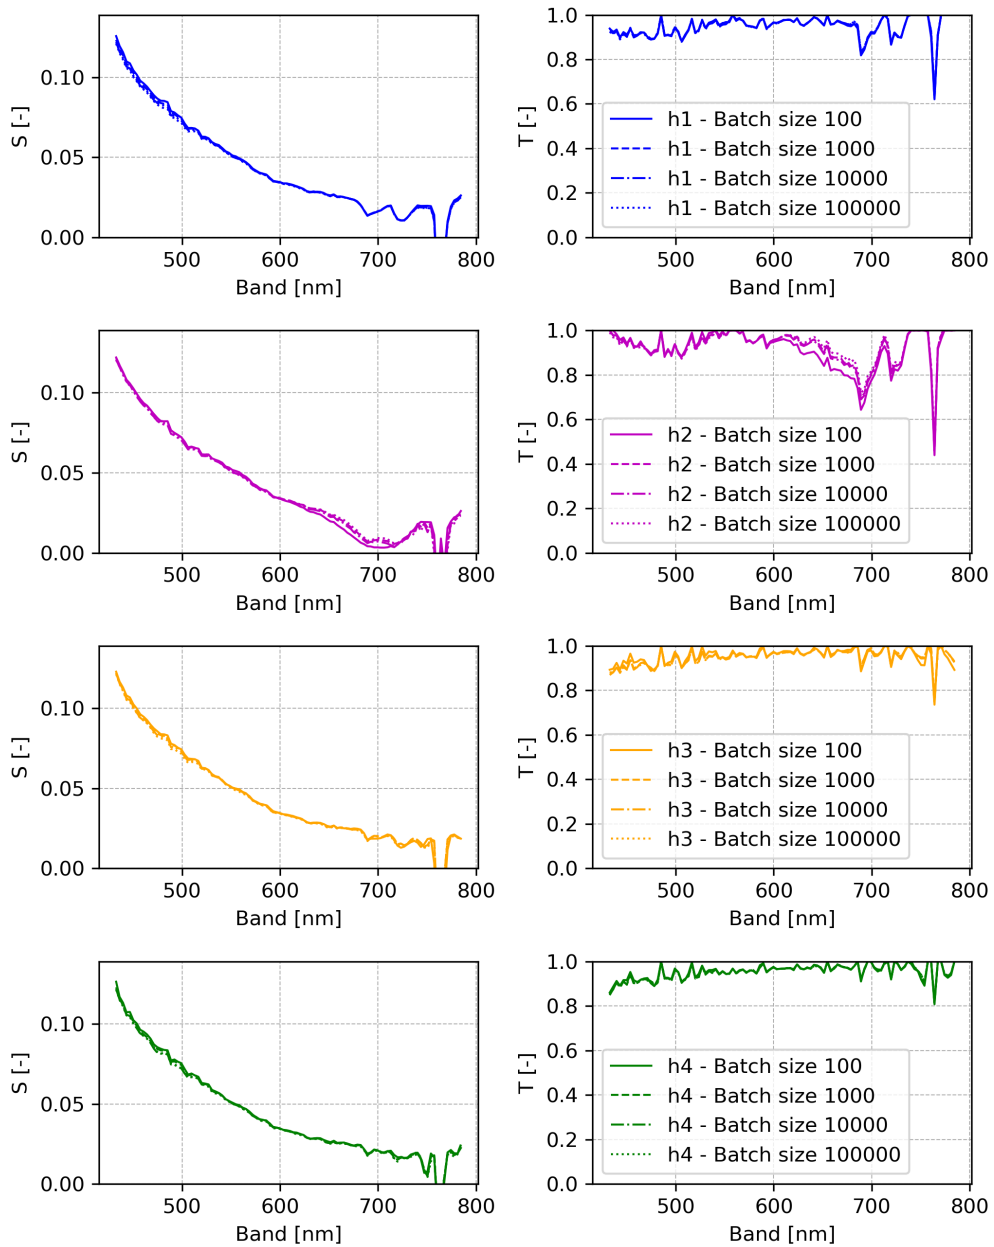 S [-]
0.10
0.05
0.00
500
600
700
800
Band [nm]
T [-]
1.0
0.8
0.6
0.4
0.2
0.0
h1 - Batch size 100
h1 - Batch size 1000
h1 - Batch size 10000
h1 - Batch size 100000
500
600
700
800
Band [nm]
S [-]
0.10
0.05
0.00
500
600
700
800
Band [nm]
T [-]
1.0
0.8
0.6
0.4
0.2
0.0
h2 - Batch size 100
h2 - Batch size 1000
h2 - Batch size 10000
h2 - Batch size 100000
500
600
700
800
Band [nm]
S [-]
0.10
0.05
0.00
500
600
700
800
Band [nm]
T [-]
1.0
0.8
0.6
0.4
0.2
0.0
h3 - Batch size 100
h3 - Batch size 1000
h3 - Batch size 10000
h3 - Batch size 100000
500
600
700
800
Band [nm]
S [-]
0.10
0.05
0.00
500
600
700
800
Band [nm]
T [-]
1.0
0.8
0.6
0.4
0.2
0.0
h4 - Batch size 100
h4 - Batch size 1000
h4 - Batch size 10000
h4 - Batch size 100000
500
600
700
800
Band [nm]